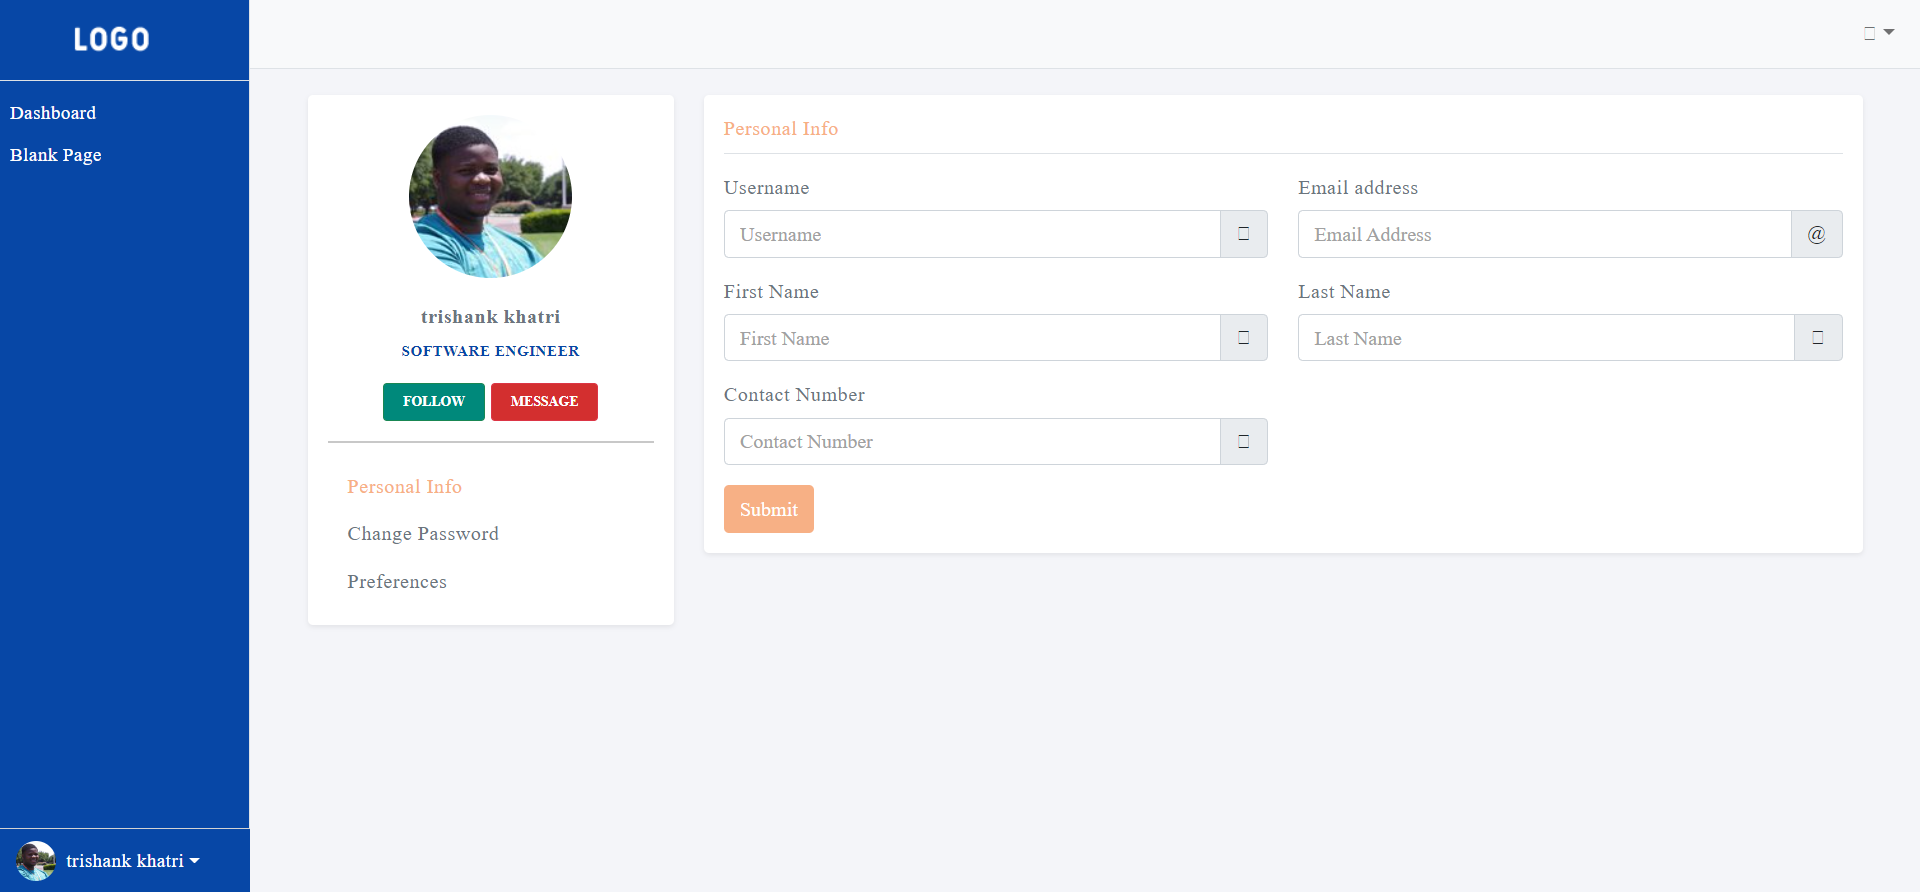 LOGO
Dashboard
Blank Page
trishank khatri
SOFTWARE ENGINEER
FOLLOW MESSAGE
Personal Info
Change Password
Preferences
Personal Info
Username
Username
Email address
Email Address @
First Name
First Name
Last Name
Last Name
Contact Number
Contact Number
Submit
trishank khatri